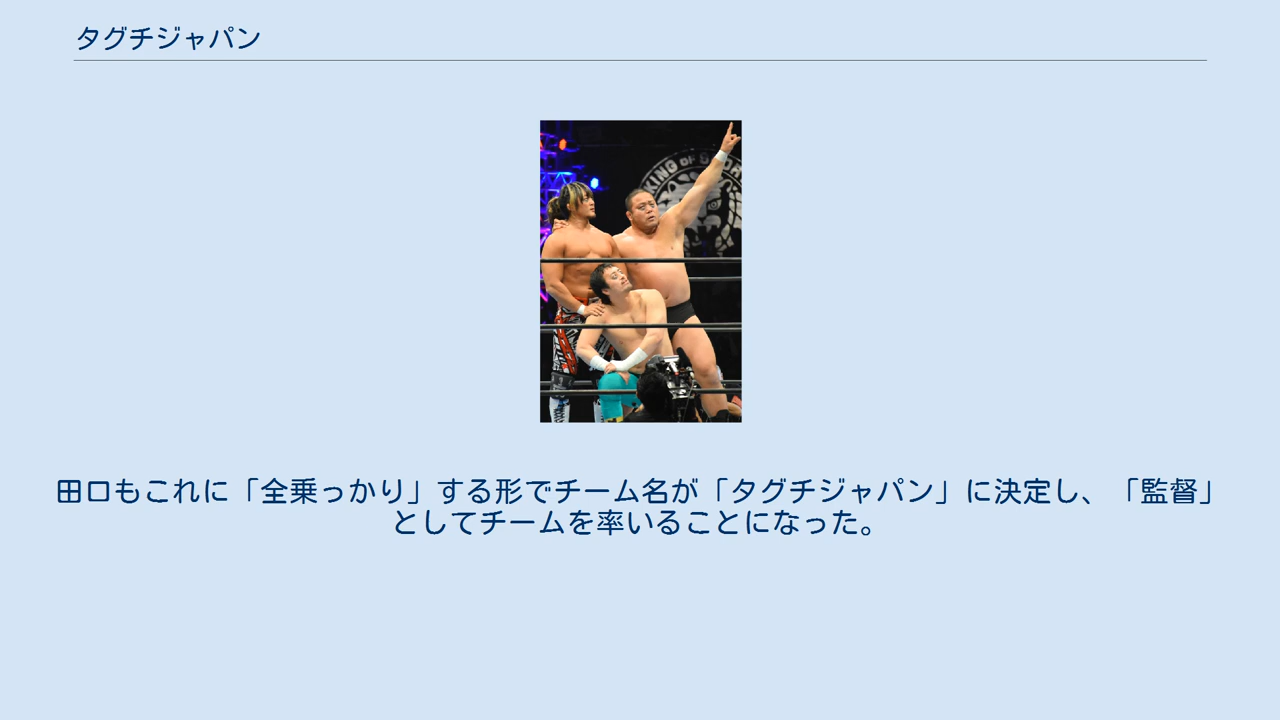 タグチジャパン
KING OF
田口もこれに「全乗っかり」する形でチーム名が「タグチジャパン」に決定し、「監督」
としてチームを率いることになった。